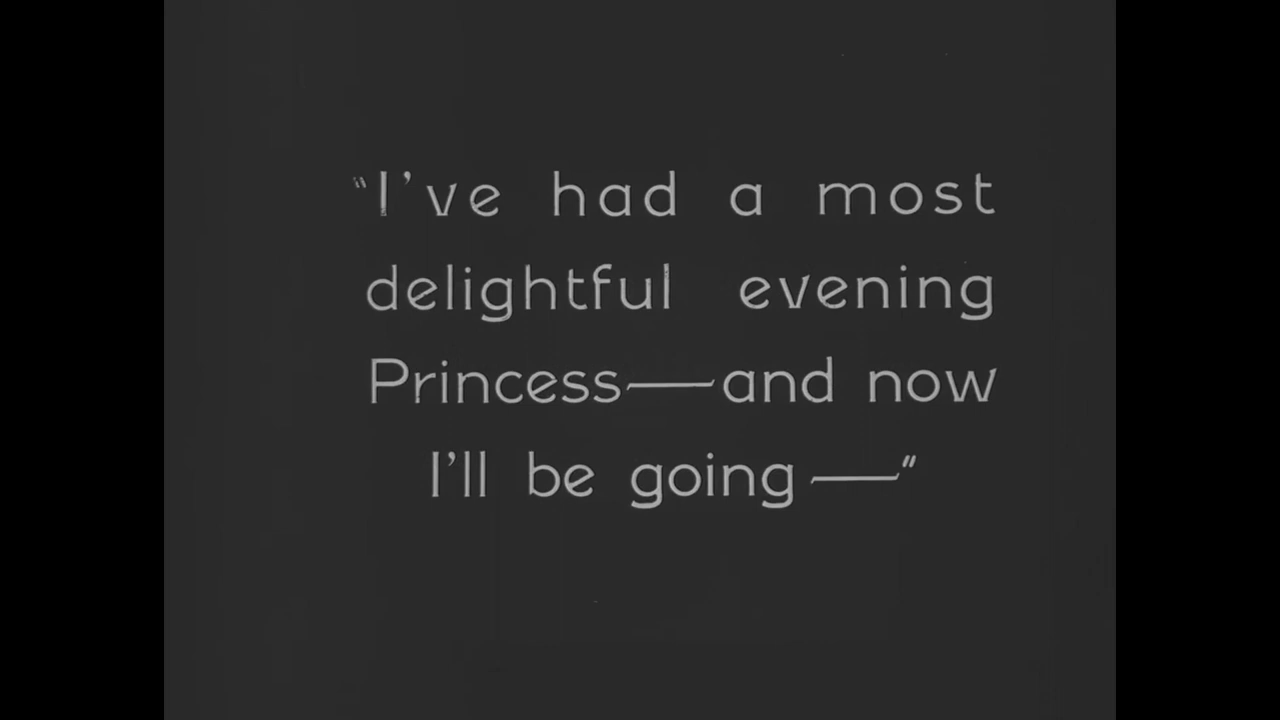 "I've had a most
delightful evening
Princess—and now
I'll be going—"